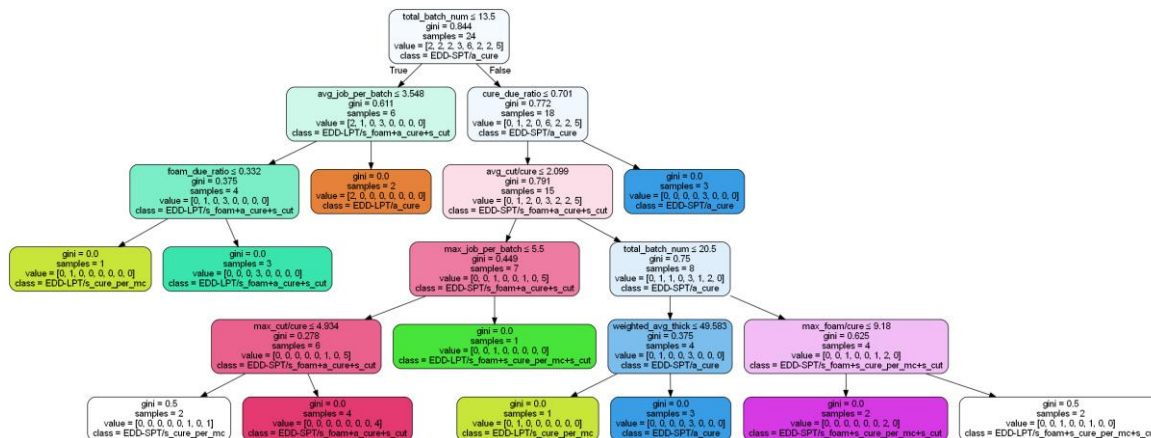 total_batch_num ≤ 13.5
gini = 0.844
samples = 24
value = [2, 2, 2, 3, 6, 2, 2, 5]
class = EDD-SPT/a_cure
True
False
avg_job_per_batch ≤ 3.548
gini = 0.611
samples = 6
value = [2, 1, 0, 3, 0, 0, 0, 0]
class = EDD-LPT/s_foam+a_cure+s_cut
cure_due_ratio ≤ 0.701
gini = 0.772
samples = 18
value = [0, 1, 2, 0, 6, 2, 2, 5]
class = EDD-SPT/a_cure
foam_due_ratio ≤ 0.332
gini = 0.375
samples = 4
value = [0, 1, 0, 3, 0, 0, 0, 0]
class = EDD-LPT/s_foam+a_cure+s_cut
gini = 0.0
samples = 2
value = [2, 0, 0, 0, 0, 0, 0, 0]
class = EDD-LPT/a_cure
avg_cut/cure ≤ 2.099
gini = 0.791
samples = 15
value = [0, 1, 2, 0, 3, 2, 2, 5]
class = EDD-SPT/s_foam+a_cure+s_cut
gini = 0.0
samples = 3
value = [0, 0, 0, 0, 3, 0, 0, 0]
class = EDD-SPT/a_cure
gini = 0.0
samples = 1
value = [0, 1, 0, 0, 0, 0, 0, 0]
class = EDD-LPT/s_cure_per_mc
gini = 0.0
samples = 3
value = [0, 0, 0, 3, 0, 0, 0, 0]
class = EDD-LPT/s_foam+a_cure+s_cut
max_job_per_batch ≤ 5.5
gini = 0.449
samples = 7
value = [0, 0, 1, 0, 0, 1, 0, 5]
class = EDD-SPT/s_foam+a_cure+s_cut
total_batch_num ≤ 20.5
gini = 0.75
samples = 8
value = [0, 1, 1, 0, 3, 1, 2, 0]
class = EDD-SPT/a_cure
max_cut/cure ≤ 4.934
gini = 0.278
samples = 6
value = [0, 0, 0, 0, 0, 1, 0, 5]
class = EDD-SPT/s_foam+a_cure+s_cut
gini = 0.0
samples = 1
value = [0, 0, 1, 0, 0, 0, 0, 0]
class = EDD-LPT/s_foam+s_cure_per_mc+s_cut
weighted_avg_thick ≤ 49.583
gini = 0.375
samples = 4
value = [0, 1, 0, 0, 3, 0, 0, 0]
class = EDD-SPT/a_cure
max_foam/cure ≤ 9.18
gini = 0.625
samples = 4
value = [0, 0, 1, 0, 0, 1, 2, 0]
class = EDD-SPT/s_foam+s_cure_per_mc+s_cut
gini = 0.5
samples = 2
value = [0, 0, 0, 0, 0, 1, 0, 1]
class = EDD-SPT/s_cure_per_mc
gini = 0.0
samples = 4
value = [0, 0, 0, 0, 0, 0, 0, 4]
class = EDD-SPT/s_foam+a_cure+s_cut
gini = 0.0
samples = 1
value = [0, 1, 0, 0, 0, 0, 0, 0]
class = EDD-LPT/s_cure_per_mc
gini = 0.0
samples = 3
value = [0, 0, 0, 0, 3, 0, 0, 0]
class = EDD-SPT/a_cure
gini = 0.0
samples = 2
value = [0, 0, 0, 0, 0, 0, 2, 0]
class = EDD-SPT/s_foam+s_cure_per_mc+s_cut
gini = 0.5
samples = 2
value = [0, 0, 1, 0, 0, 1, 0, 0]
class = EDD-LPT/s_foam+s_cure_per_mc+s_cut